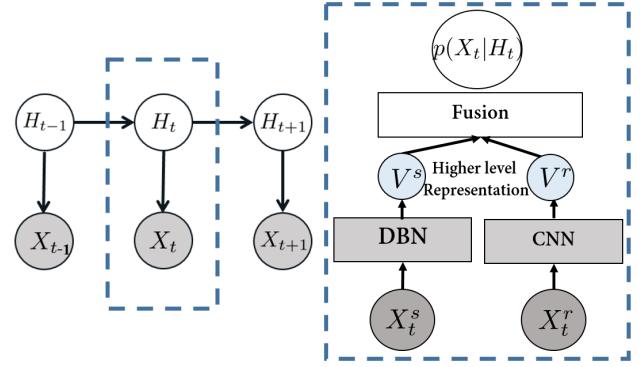 H_{t-1}
H_t
H_{t+1}
X_{t-1}
X_t
X_{t+1}
p(X_t|H_t)
Fusion
V^s
Higher level
Representation
V^r
DBN
CNN
X_t^s
X_t^r